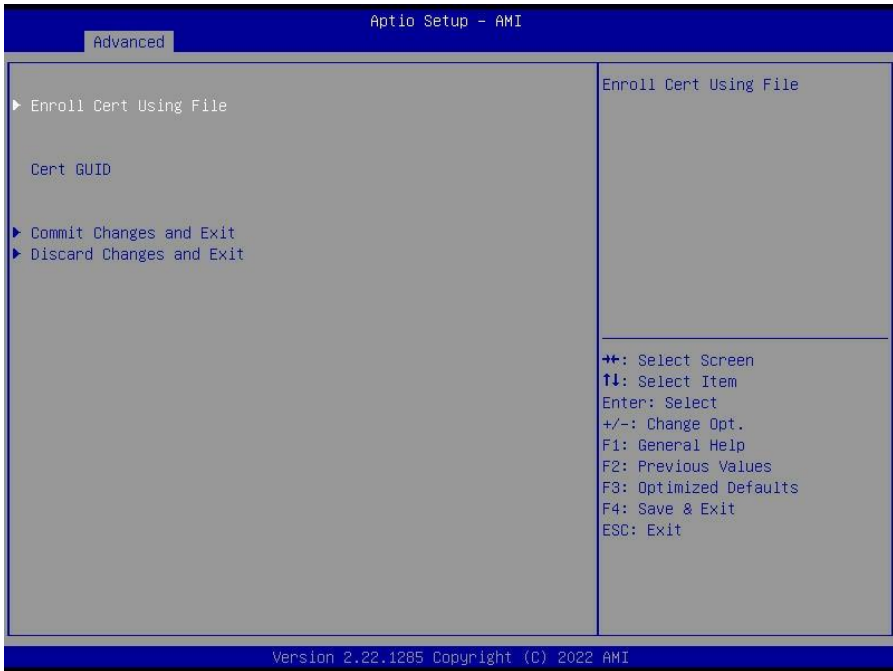 Aptio Setup – AMI
Advanced
▶ Enroll Cert Using File
Cert GUID
▶ Commit Changes and Exit
▶ Discard Changes and Exit
Enroll Cert Using File
→←: Select Screen
↑↓: Select Item
Enter: Select
+/-: Change Opt.
F1: General Help
F2: Previous Values
F3: Optimized Defaults
F4: Save & Exit
ESC: Exit
Version 2.22.1285 Copyright (C) 2022 AMI